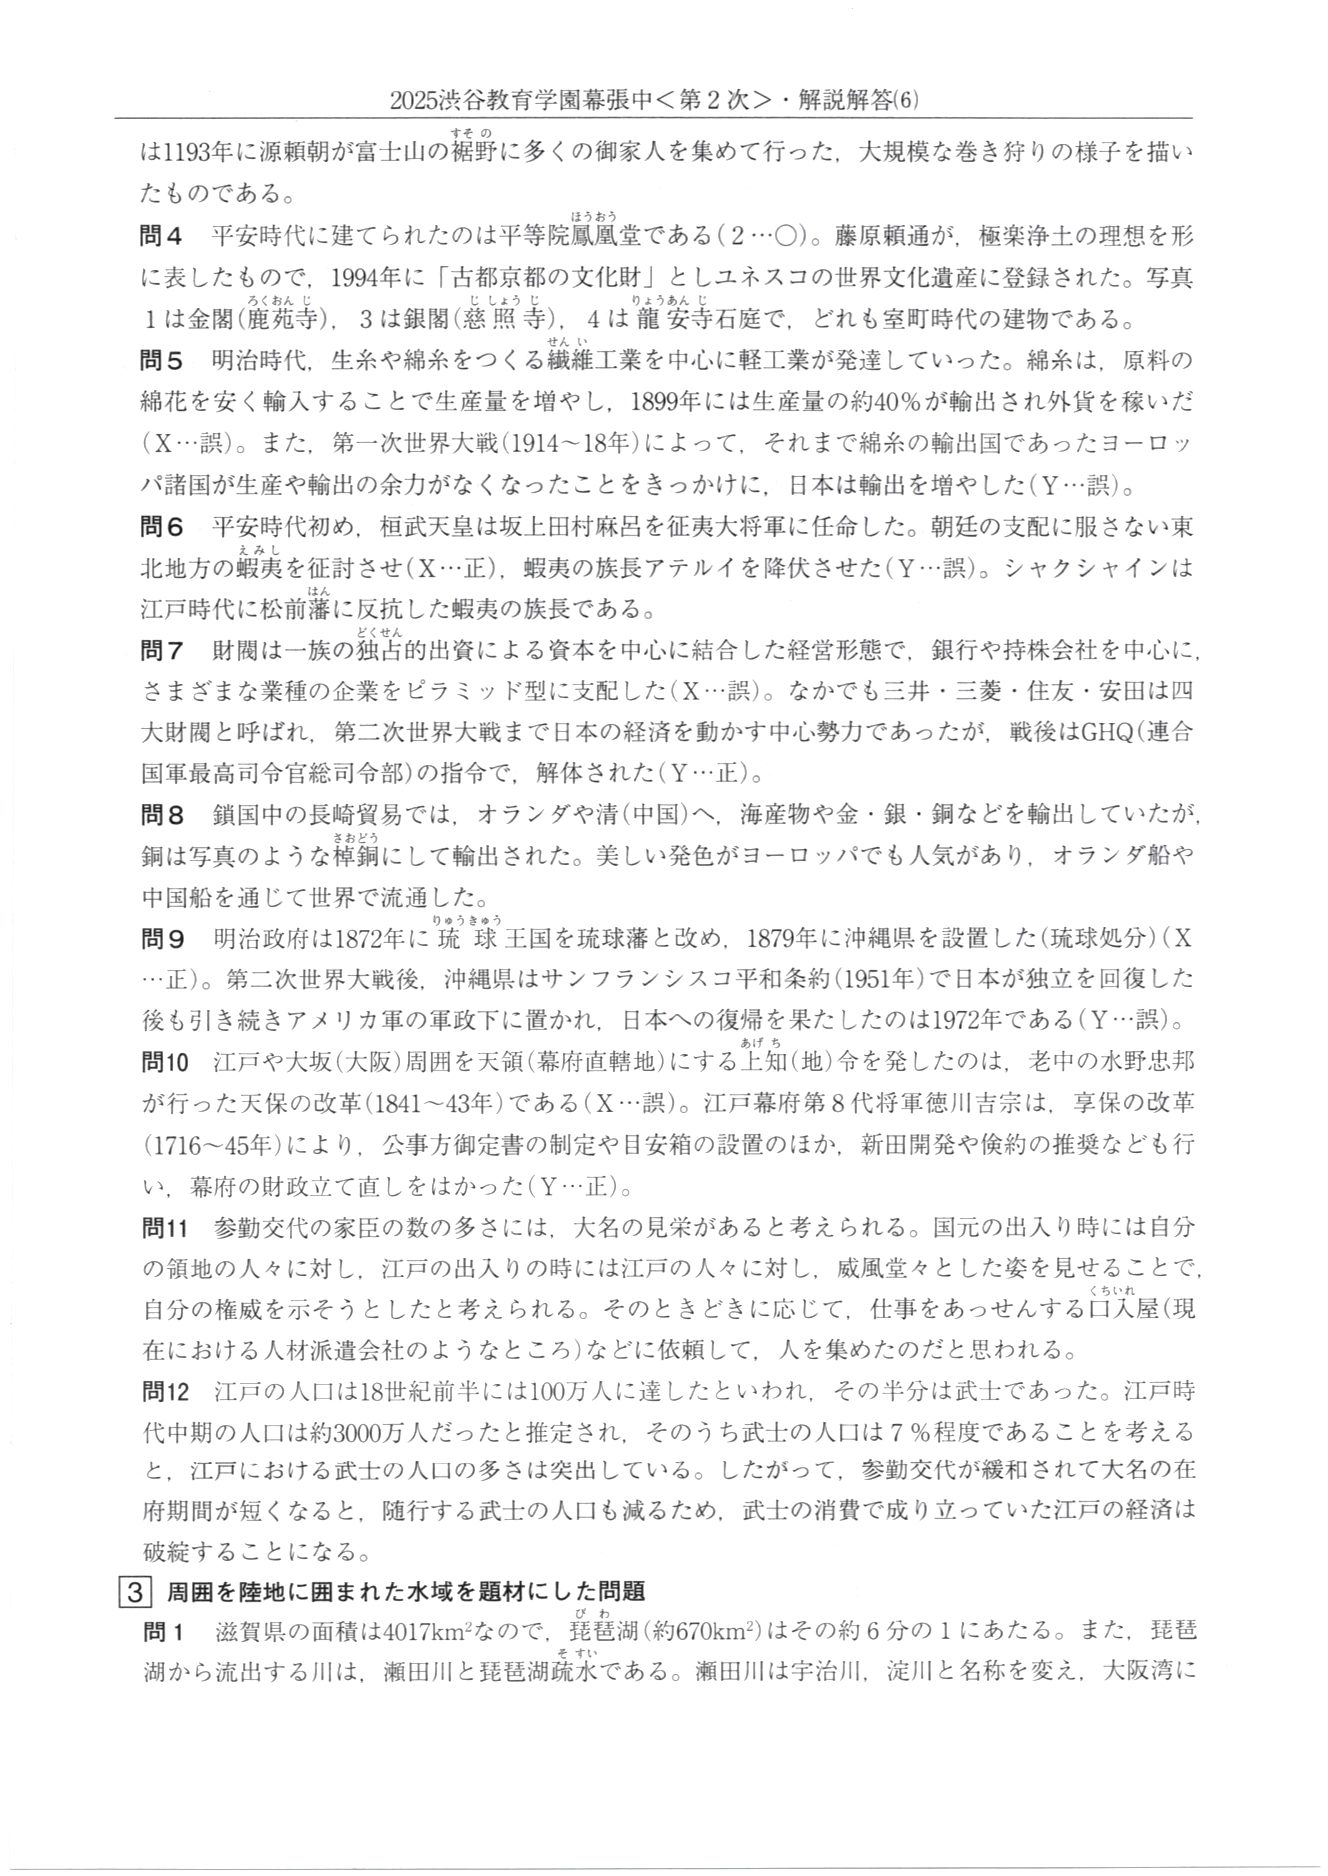 2025渋谷教育学園幕張中＜第２次＞・解説解答(6)
は1193年に源頼朝が富士山の裾野に多くの御家人を集めて行った，大規模な巻き狩りの様子を描い
たものである。
問４　平安時代に建てられたのは平等院鳳凰堂である(２…〇)。藤原頼通が，極楽浄土の理想を形
に表したもので，1994年に「古都京都の文化財」としユネスコの世界文化遺産に登録された。写真
１は金閣(鹿苑寺)，３は銀閣(慈照寺)，４は龍安寺石庭で，どれも室町時代の建物である。
問５　明治時代，生糸や綿糸をつくる繊維工業を中心に軽工業が発達していった。綿糸は，原料の
綿花を安く輸入することで生産量を増やし，1899年には生産量の約40％が輸出され外貨を稼いだ
(Ｘ…誤)。また，第一次世界大戦(1914～18年)によって，それまで綿糸の輸出国であったヨーロッ
パ諸国が生産や輸出の余力がなくなったことをきっかけに，日本は輸出を増やした(Ｙ…誤)。
問６　平安時代初め，桓武天皇は坂上田村麻呂を征夷大将軍に任命した。朝廷の支配に服さない東
北地方の蝦夷を征討させ(Ｘ…正)，蝦夷の族長アテルイを降伏させた(Ｙ…誤)。シャクシャインは
江戸時代に松前藩に反抗した蝦夷の族長である。
問７　財閥は一族の独占的出資による資本を中心に結合した経営形態で，銀行や持株会社を中心に，
さまざまな業種の企業をピラミッド型に支配した(Ｘ…誤)。なかでも三井・三菱・住友・安田は四
大財閥と呼ばれ，第二次世界大戦まで日本の経済を動かす中心勢力であったが，戦後はGHQ(連合
国軍最高司令官総司令部)の指令で，解体された(Ｙ…正)。
問８　鎖国中の長崎貿易では，オランダや清(中国)へ，海産物や金・銀・銅などを輸出していたが，
銅は写真のような棹銅にして輸出された。美しい発色がヨーロッパでも人気があり，オランダ船や
中国船を通じて世界で流通した。
問９　明治政府は1872年に琉球王国を琉球藩と改め，1879年に沖縄県を設置した(琉球処分)(Ｘ
…正)。第二次世界大戦後，沖縄県はサンフランシスコ平和条約(1951年)で日本が独立を回復した
後も引き続きアメリカ軍の軍政下に置かれ，日本への復帰を果たしたのは1972年である(Ｙ…誤)。
問10　江戸や大坂(大阪)周囲を天領(幕府直轄地)にする上知(地)令を発したのは，老中の水野忠邦
が行った天保の改革(1841～43年)である(Ｘ…誤)。江戸幕府第８代将軍徳川吉宗は，享保の改革
(1716～45年)により，公事方御定書の制定や目安箱の設置のほか，新田開発や倹約の推奨なども行
い，幕府の財政立て直しをはかった(Ｙ…正)。
問11　参勤交代の家臣の数の多さには，大名の見栄があると考えられる。国元の出入り時には自分
の領地の人々に対し，江戸の出入りの時には江戸の人々に対し，威風堂々とした姿を見せることで，
自分の権威を示そうとしたと考えられる。そのときどきに応じて，仕事をあっせんする口入屋(現
在における人材派遣会社のようなところ)などに依頼して，人を集めたのだと思われる。
問12　江戸の人口は18世紀前半には100万人に達したといわれ，その半分は武士であった。江戸時
代中期の人口は約3000万人だったと推定され，そのうち武士の人口は７％程度であることを考える
と，江戸における武士の人口の多さは突出している。したがって，参勤交代が緩和されて大名の在
府期間が短くなると，随行する武士の人口も減るため，武士の消費で成り立っていた江戸の経済は
破綻することになる。
3　周囲を陸地に囲まれた水域を題材にした問題
問１　滋賀県の面積は4017km²なので，琵琶湖(約670km²)はその約６分の１にあたる。また，琵琶
湖から流出する川は，瀬田川と琵琶湖疏水である。瀬田川は宇治川，淀川と名称を変え，大阪湾に